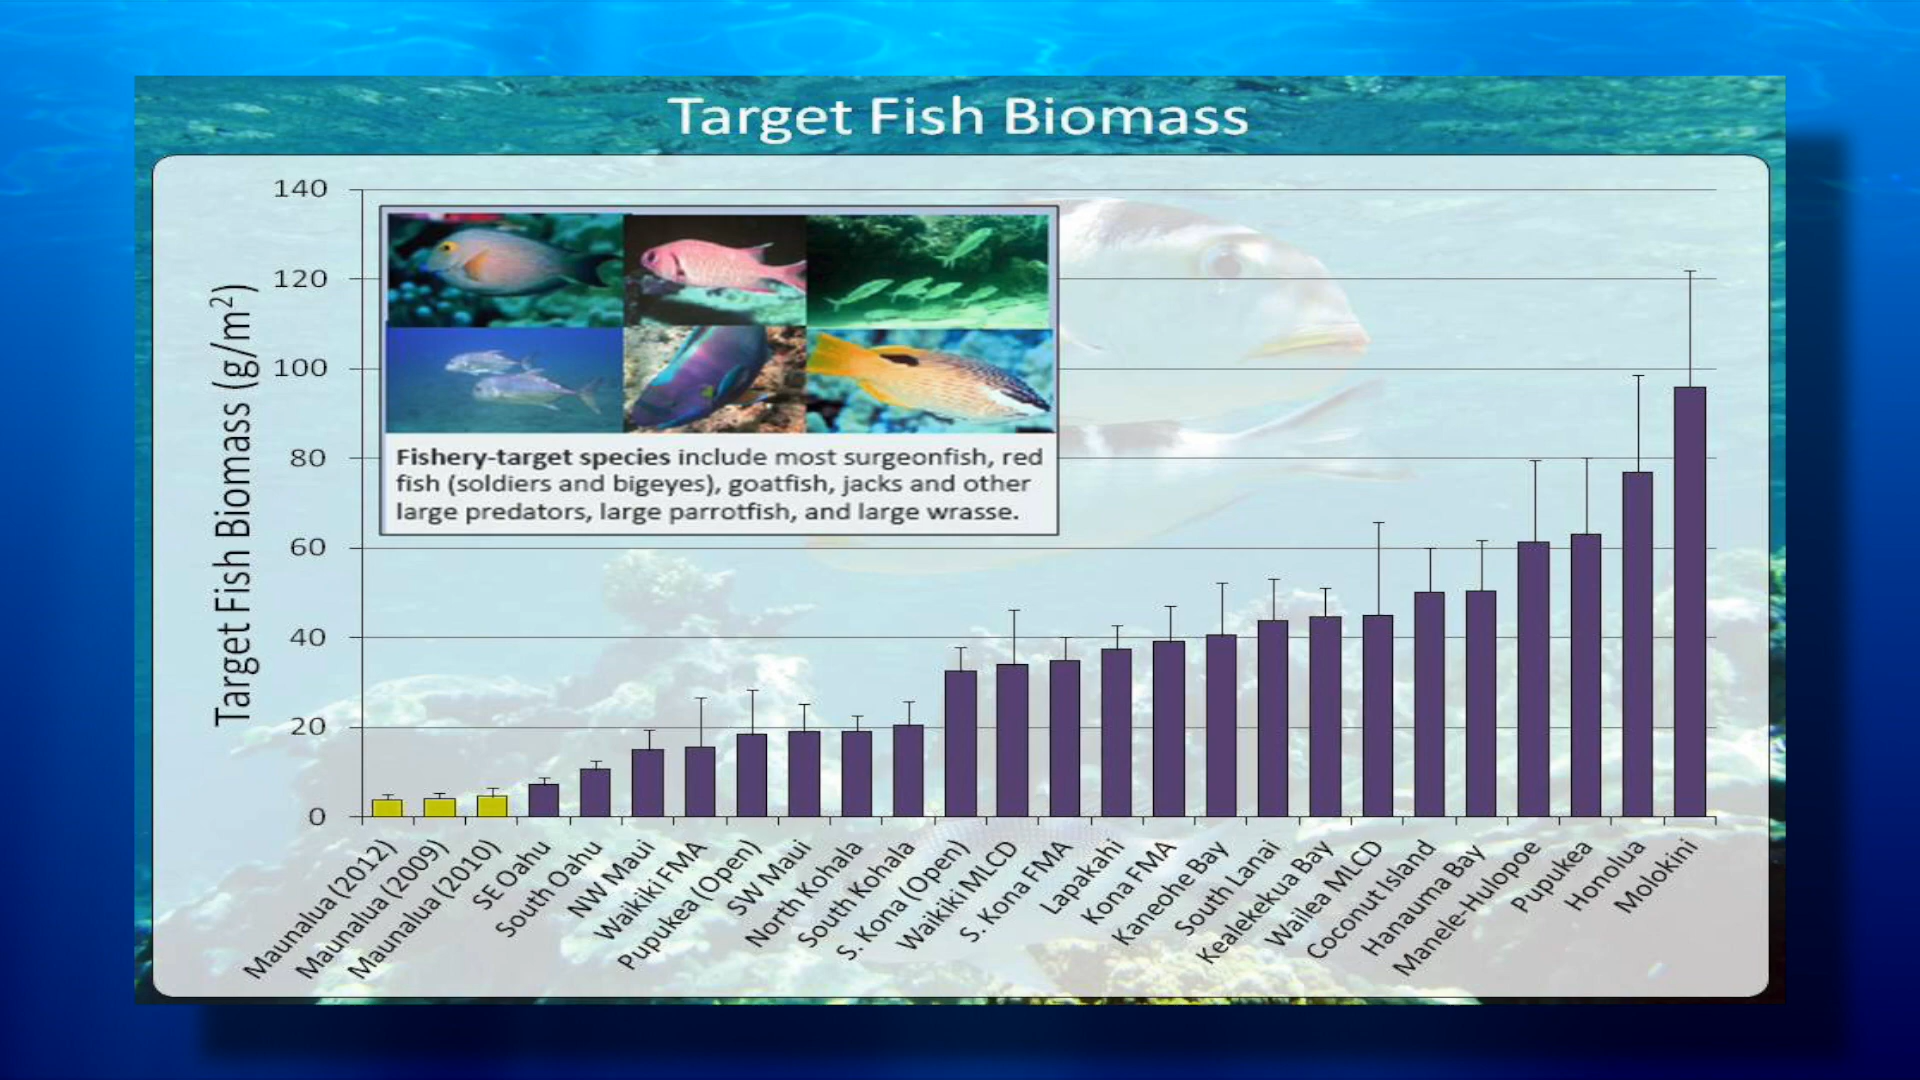 Target Fish Biomass
Target Fish Biomass (g/m²)
140
120
100
80
60
40
20
0
Fishery-target species include most surgeonfish, red
fish (soldiers and bigeyes), goatfish, jacks and other
large predators, large parrotfish, and large wrasse.
Maunalua (2012)
Maunalua (2009)
Maunalua (2010)
SE Oahu
South Oahu
NW Maui
Waikiki FMA
Pupukea (Open)
SW Maui
North Kohala
South Kohala
S. Kona (Open)
Waikiki MLCD
S. Kona FMA
Lapakahi
Kona FMA
Kaneohe Bay
South Lanai
Kealekekua Bay
Wailea MLCD
Coconut Island
Hanauma Bay
Manele-Hulopoe
Pupukea
Honolua
Molokini